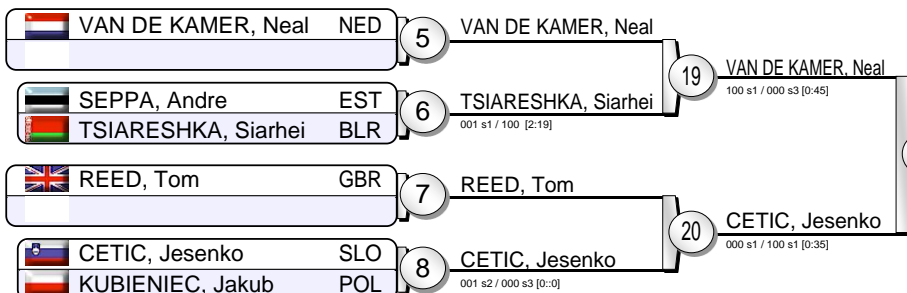 VAN DE KAMER, Neal NED
5
VAN DE KAMER, Neal
SEPPA, Andre EST
TSIARESHKA, Siarhei BLR
6
TSIARESHKA, Siarhei
001 s1 / 100 [2:19]
19
VAN DE KAMER, Neal
100 s1 / 000 s3 [0:45]
REED, Tom GBR
7
REED, Tom
CETIC, Jesenko SLO
KUBIENIEC, Jakub POL
8
CETIC, Jesenko
001 s2 / 000 s3 [0::0]
20
CETIC, Jesenko
000 s1 / 100 s1 [0:35]